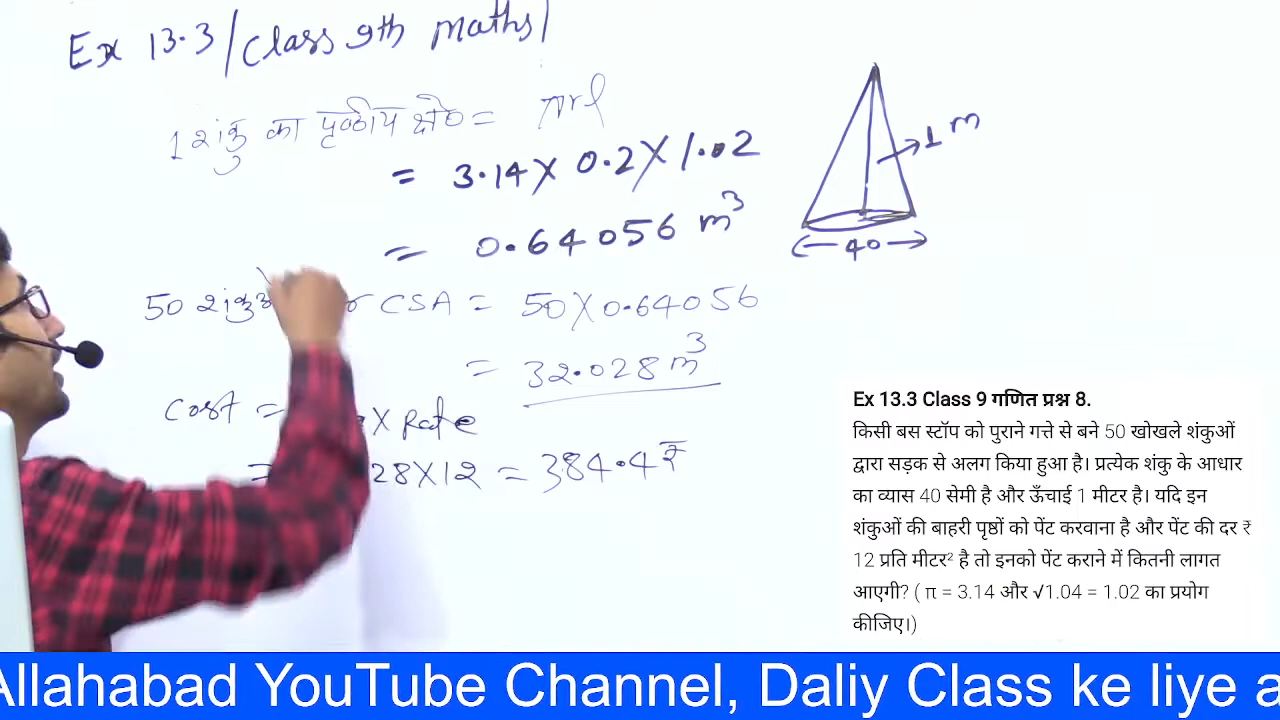 Ex 13.3/Class 9th maths/
1 शंकु का पृष्ठीय क्षे० = πrl
= 3.14 X 0.2 X 1.02
= 0.64056 m³
50 CSA = 50 X 0.64056
= 32.028 m³
Cost = X Rate
= 28X12 = 384.4 ₹
1 m
40
Ex 13.3 Class 9 गणित प्रश्न 8.
किसी बस स्टॉप को पुराने गत्ते से बने 50 खोखले शंकुओं
द्वारा सड़क से अलग किया हुआ है। प्रत्येक शंकु के आधार
का व्यास 40 सेमी है और ऊँचाई 1 मीटर है। यदि इन
शंकुओं की बाहरी पृष्ठों को पेंट करवाना है और पेंट की दर ₹
12 प्रति मीटर² है तो इनको पेंट कराने में कितनी लागत
आएगी? ( π = 3.14 और √1.04 = 1.02 का प्रयोग
कीजिए।)
Allahabad YouTube Channel, Daliy Class ke liye a